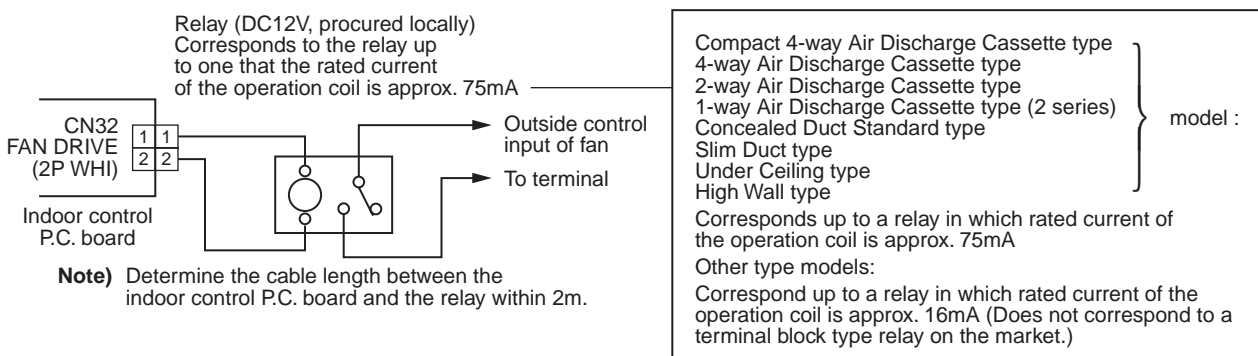 Relay (DC12V, procured locally)
Corresponds to the relay up
to one that the rated current
of the operation coil is approx. 75mA
CN32
FAN DRIVE
(2P WHI)
1 1
2 2
Outside control
input of fan
To terminal
Indoor control
P.C. board
Note) Determine the cable length between the
indoor control P.C. board and the relay within 2m.
Compact 4-way Air Discharge Cassette type
4-way Air Discharge Cassette type
2-way Air Discharge Cassette type
1-way Air Discharge Cassette type (2 series)
Concealed Duct Standard type
Slim Duct type
Under Ceiling type
High Wall type
model :
Corresponds up to a relay in which rated current of
the operation coil is approx. 75mA
Other type models:
Correspond up to a relay in which rated current of the
operation coil is approx. 16mA (Does not correspond to a
terminal block type relay on the market.)